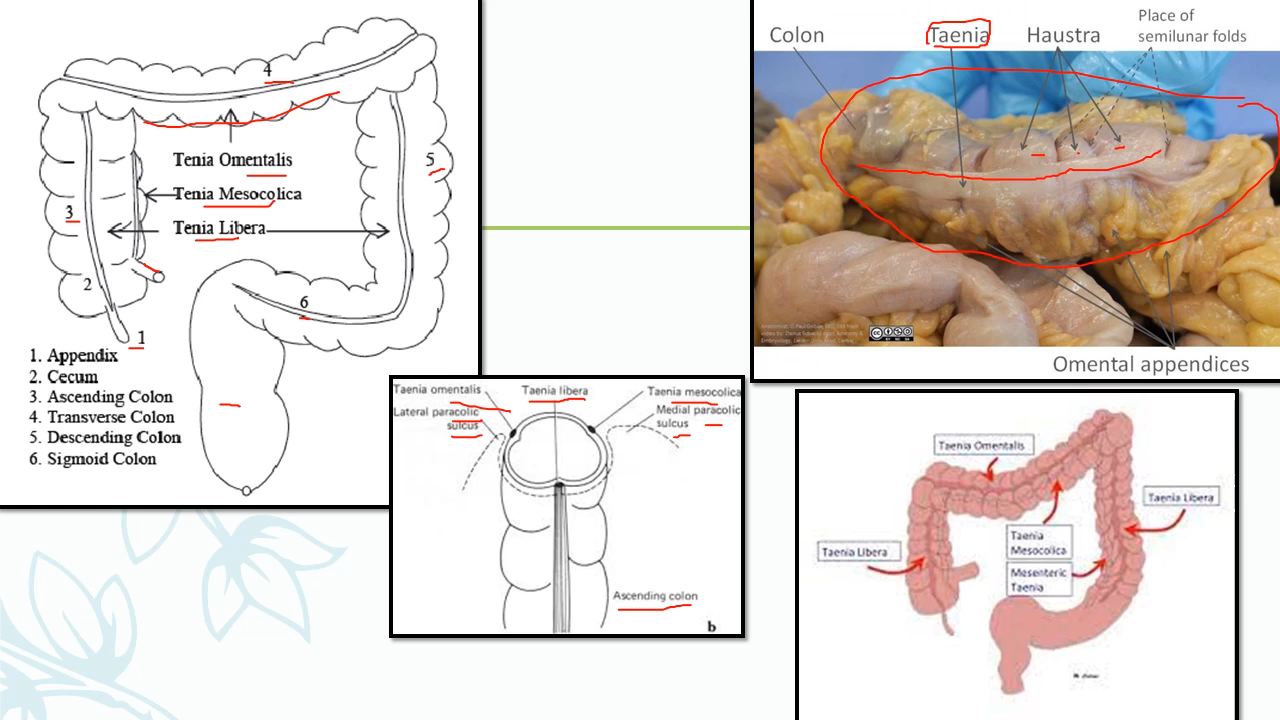 4
Tenia Omentalis
5
Tenia Mesocolica
3
Tenia Libera
2
6
1
1. Appendix
2. Cecum
3. Ascending Colon
4. Transverse Colon
5. Descending Colon
6. Sigmoid Colon
Colon
Taenia
Haustra
Place of
semilunar folds
Omental appendices
Taenia omentalis
Taenia libera
Taenia mesocolica
Lateral paracolic
sulcus
Medial paracolic
sulcus
Ascending colon
b
Taenia Omentalis
Taenia Libera
Taenia Libera
Taenia
Mesocolica
Mesenteric
Taenia